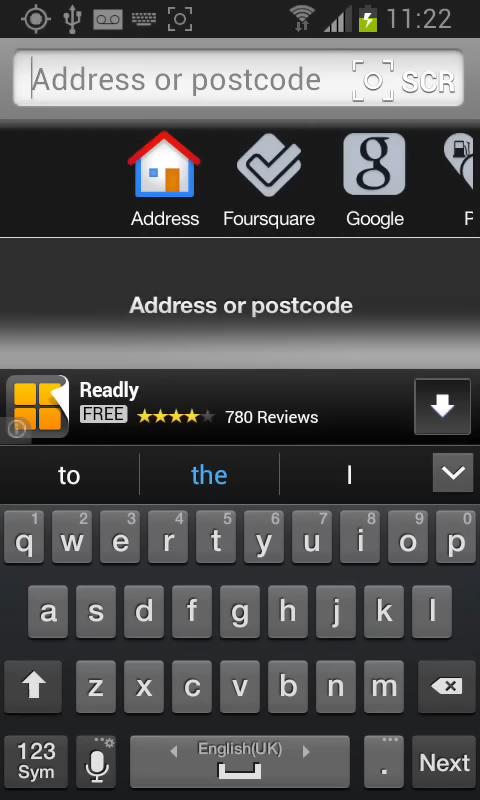 11:22
Address or postcode
SCR
Address
Foursquare
g
Google
P
Address or postcode
Readly
FREE
780 Reviews
to
the
I
1 2 3 4 5 6 7 8 9 0
q w e r t y u i o p
a s d f g h j k l
z x c v b n m
123
Sym
English(UK)
.
Next